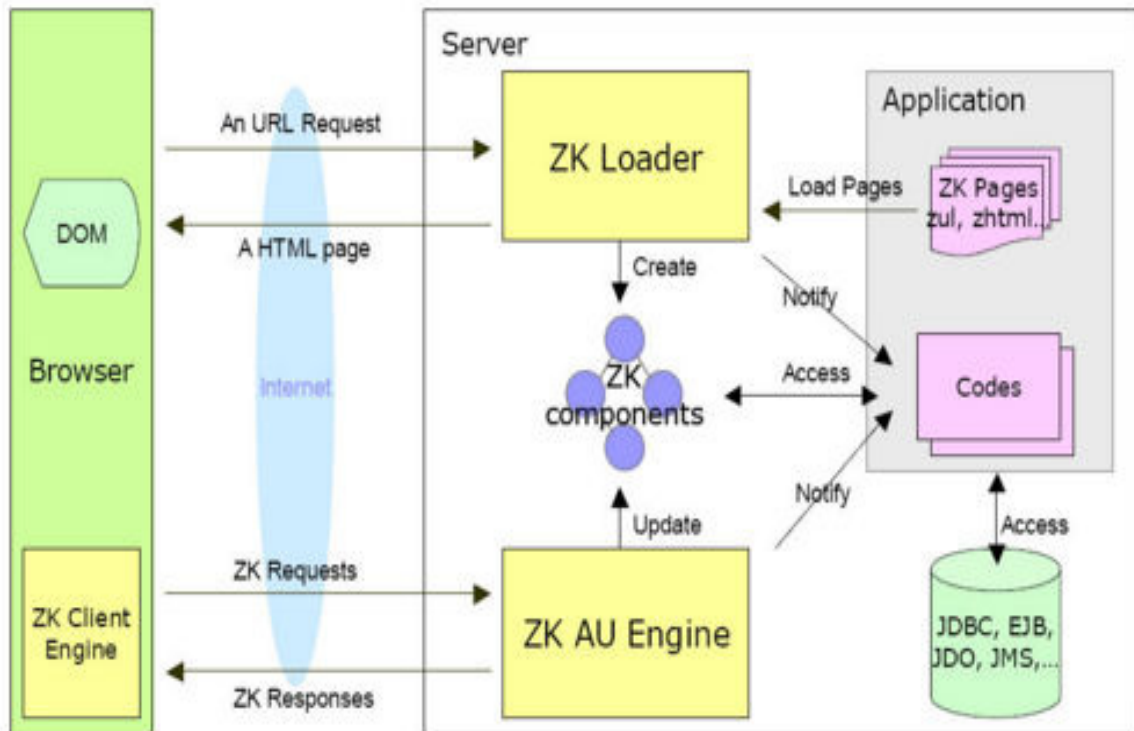 Server
Application
An URL Request
ZK Loader
Load Pages
ZK Pages
zul, zhtml...
DOM
A HTML page
Create
Notify
Browser
Internet
ZK
components
Access
Codes
Notify
Update
Access
ZK Requests
ZK Client
Engine
ZK AU Engine
JDBC, EJB,
JDO, JMS,...
ZK Responses